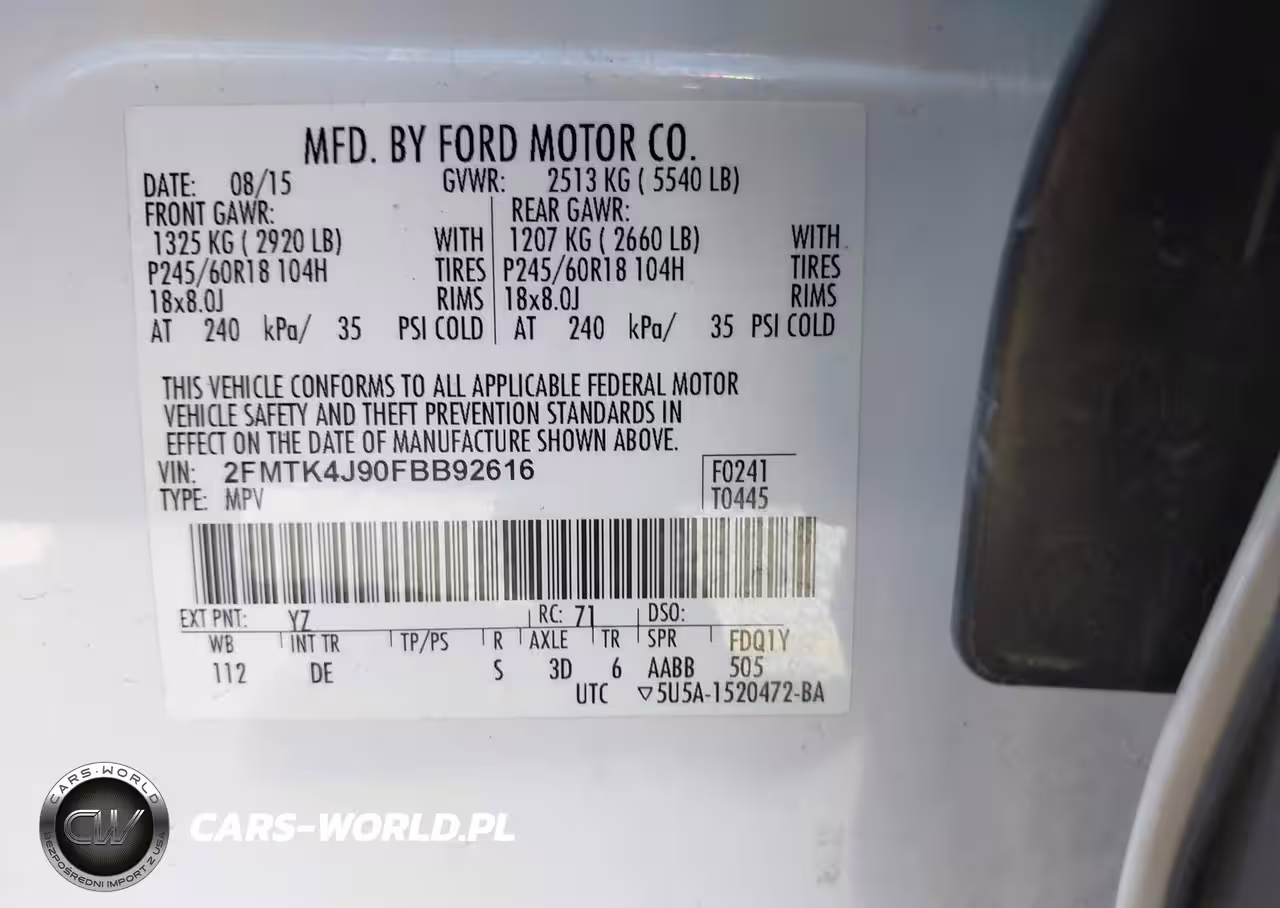 MFD. BY FORD MOTOR CO.
DATE: 08/15 GVWR: 2513 KG ( 5540 LB)
FRONT GAWR: REAR GAWR:
1325 KG ( 2920 LB) WITH 1207 KG ( 2660 LB) WITH
P245/60R18 104H TIRES P245/60R18 104H TIRES
18x8.0J RIMS 18x8.0J RIMS
AT 240 kPa/ 35 PSI COLD AT 240 kPa/ 35 PSI COLD
THIS VEHICLE CONFORMS TO ALL APPLICABLE FEDERAL MOTOR
VEHICLE SAFETY AND THEFT PREVENTION STANDARDS IN
EFFECT ON THE DATE OF MANUFACTURE SHOWN ABOVE.
VIN: 2FMTK4J90FBB92616 F0241
TYPE: MPV T0445
EXT PNT: YZ RC: 71 DSO:
WB INT TR TP/PS R AXLE TR SPR FDQ1Y
112 DE S 3D 6 AABB 505
UTC ▽5U5A-1520472-BA
CARS-WORLD
CW
BEZPOŚREDNI IMPORT Z USA
CARS-WORLD.PL